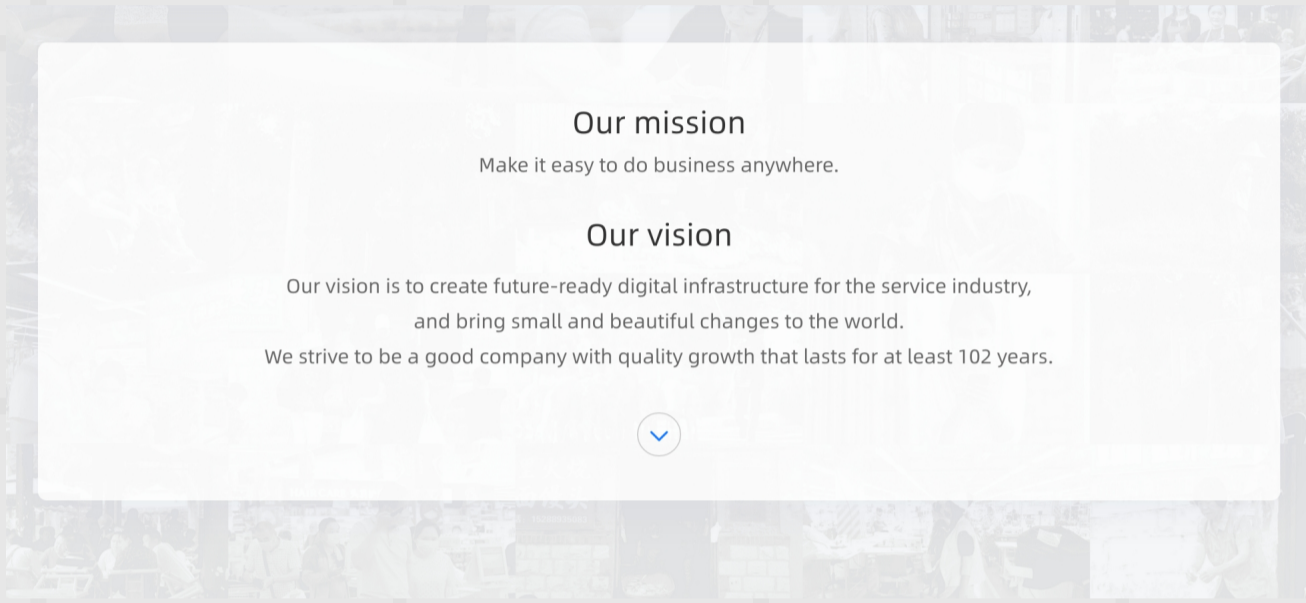 Our mission
Make it easy to do business anywhere.
Our vision
Our vision is to create future-ready digital infrastructure for the service industry,
and bring small and beautiful changes to the world.
We strive to be a good company with quality growth that lasts for at least 102 years.